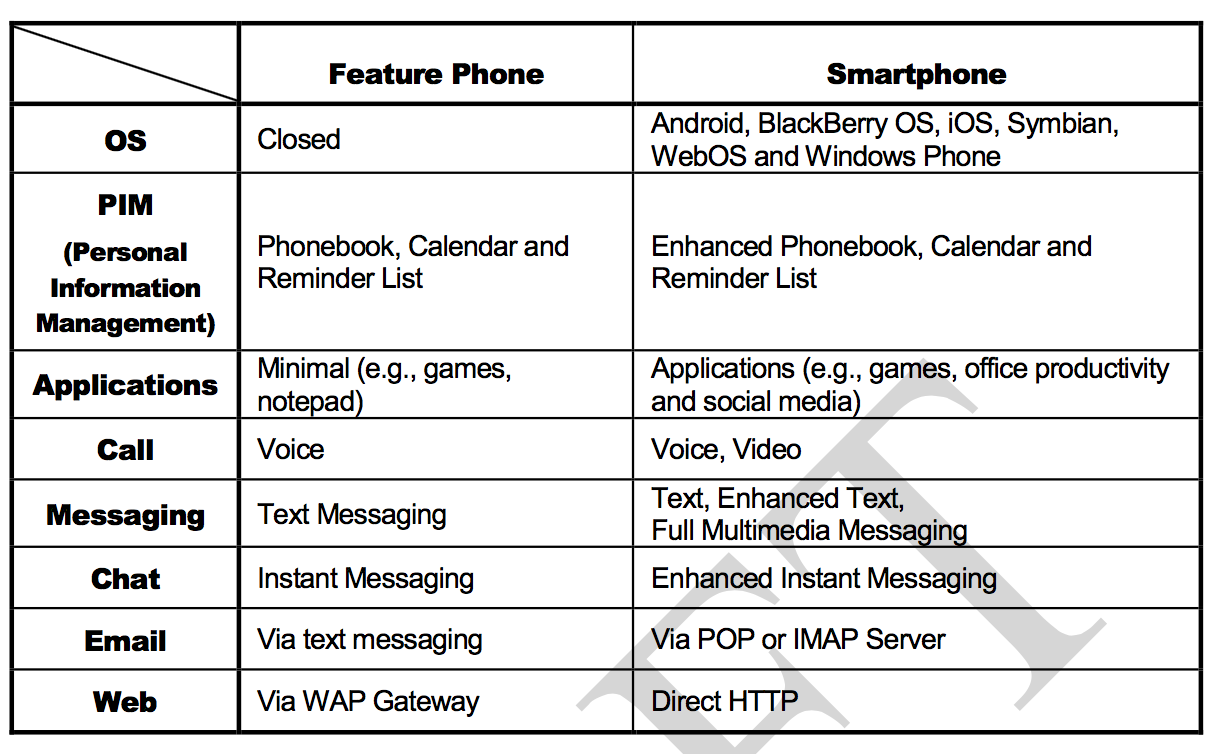 Feature Phone
Smartphone
OS
Closed
Android, BlackBerry OS, iOS, Symbian,
WebOS and Windows Phone
PIM
(Personal
Information
Management)
Phonebook, Calendar and
Reminder List
Enhanced Phonebook, Calendar and
Reminder List
Applications
Minimal (e.g., games,
notepad)
Applications (e.g., games, office productivity
and social media)
Call
Voice
Voice, Video
Messaging
Text Messaging
Text, Enhanced Text,
Full Multimedia Messaging
Chat
Instant Messaging
Enhanced Instant Messaging
Email
Via text messaging
Via POP or IMAP Server
Web
Via WAP Gateway
Direct HTTP
FT